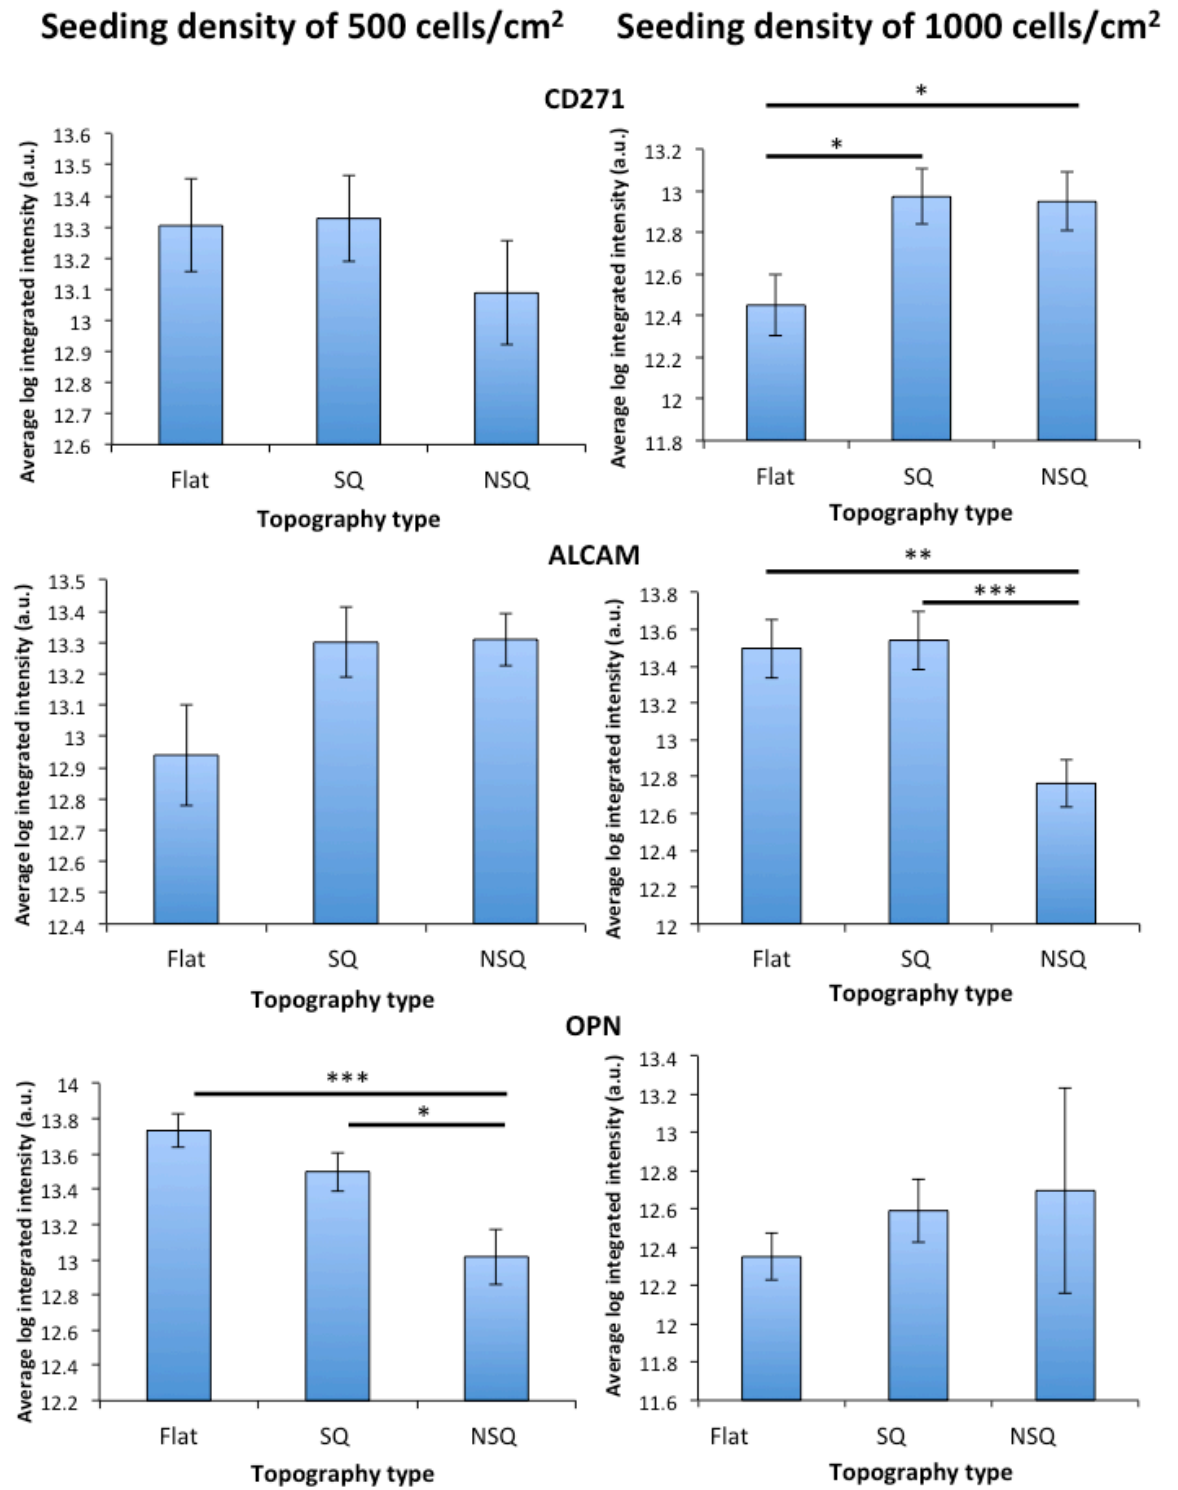 Seeding density of 500 cells/cm²
Seeding density of 1000 cells/cm²
CD271
Average log integrated intensity (a.u.)
13.6
13.5
13.4
13.3
13.2
13.1
13
12.9
12.8
12.7
12.6
Flat SQ NSQ
Topography type
*
*
Average log integrated intensity (a.u.)
13.2
13
12.8
12.6
12.4
12.2
12
11.8
Flat SQ NSQ
Topography type
ALCAM
Average log integrated intensity (a.u.)
13.5
13.4
13.3
13.2
13.1
13
12.9
12.8
12.7
12.6
12.5
12.4
Flat SQ NSQ
Topography type
**
***
Average log integrated intensity (a.u.)
13.8
13.6
13.4
13.2
13
12.8
12.6
12.4
12.2
12
Flat SQ NSQ
Topography type
OPN
***
*
Average log integrated intensity (a.u.)
14
13.8
13.6
13.4
13.2
13
12.8
12.6
12.4
12.2
Flat SQ NSQ
Topography type
Average log integrated intensity (a.u.)
13.4
13.2
13
12.8
12.6
12.4
12.2
12
11.8
11.6
Flat SQ NSQ
Topography type